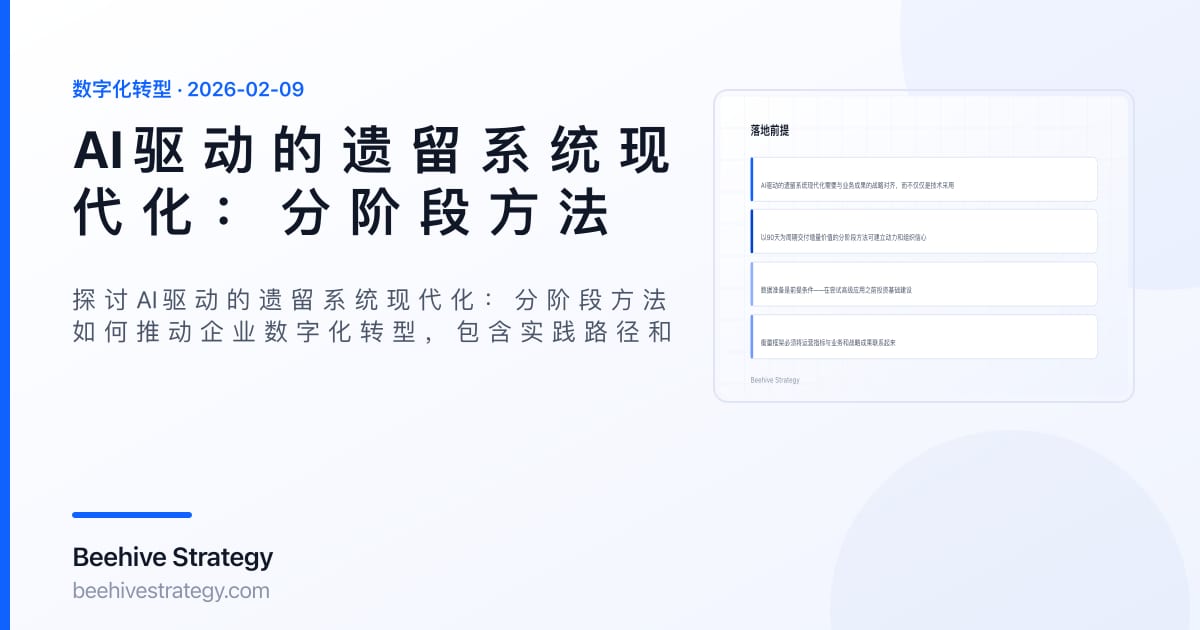 数字化转型 · 2026-02-09
AI驱动的遗留系统现
代化：分阶段方法
探讨AI驱动的遗留系统现代化：分阶段方法
如何推动企业数字化转型，包含实践路径和
落地前提
AI驱动的遗留系统现代化需要与业务成果的战略对齐，而不仅仅是技术采用
以90天为周期交付增量价值的分阶段方法可建立动力和组织信心
数据准备是前提条件——在尝试高级应用之前投资基础建设
衡量框架必须将运营指标与业务和战略成果联系起来
Beehive Strategy
Beehive Strategy
beehivestrategy.com